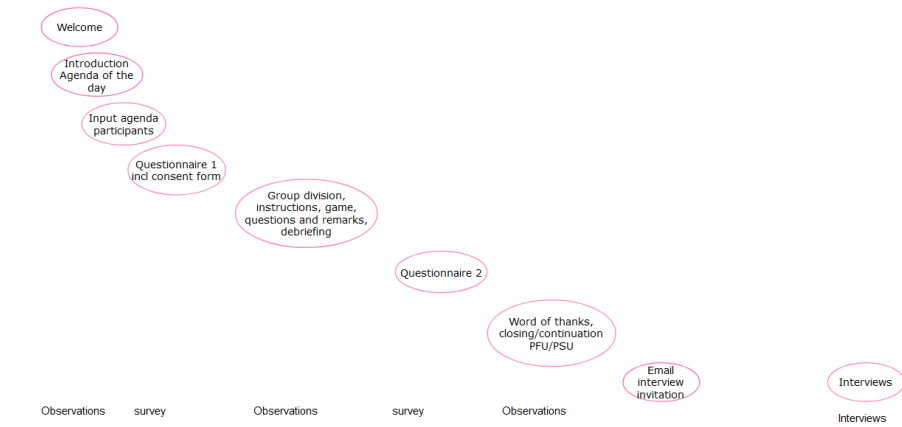 Welcome
Introduction
Agenda of the
day
Input agenda
participants
Questionnaire 1
incl consent form
Group division,
instructions, game,
questions and remarks,
debriefing
Questionnaire 2
Word of thanks,
closing/continuation
PFU/PSU
Email
interview
invitation
Interviews
Observations
survey
Observations
survey
Observations
Interviews